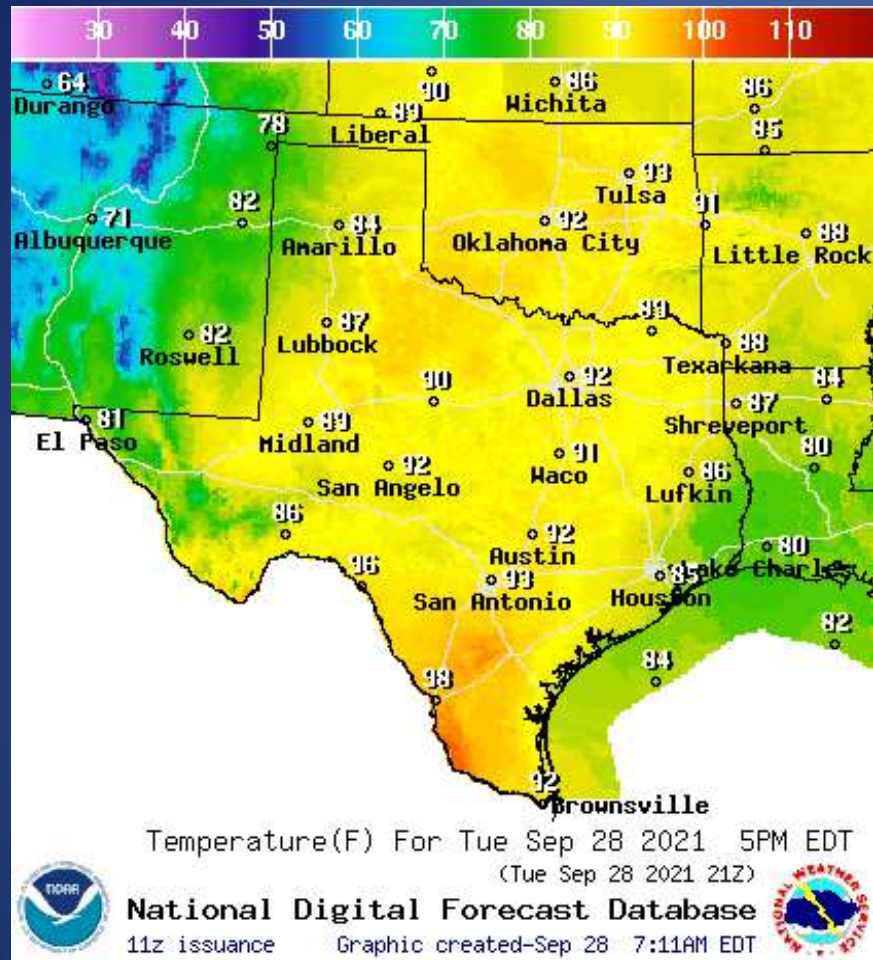 30 40 50 60 70 80 90 100 110
64
Durango
90
86
Wichita
86
89
Liberal
78
85
93
Tulsa
71
Albuquerque
82
84
Amarillo
92
Oklahoma City
91
88
Little Rock
82
Roswell
87
Lubbock
89
88
Texarkana
90
92
Dallas
87
Shreveport
84
81
El Paso
89
Midland
92
San Angelo
91
Waco
86
Lufkin
80
86
92
Austin
80
Lake Charles
96
93
San Antonio
85
Houston
82
84
98
92
Brownsville
Temperature(F) For Tue Sep 28 2021 5PM EDT
(Tue Sep 28 2021 21Z)
NOAA
National Digital Forecast Database
11z issuance Graphic created-Sep 28 7:11AM EDT
NATIONAL WEATHER SERVICE